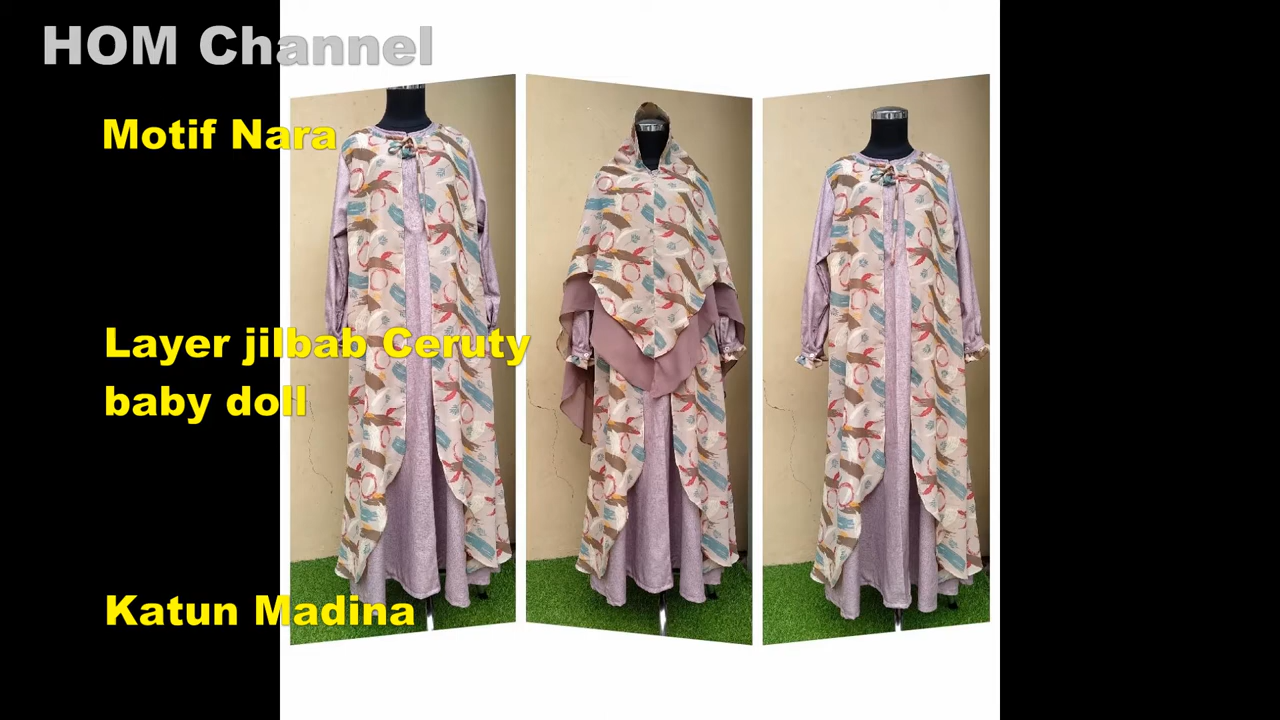 HOM Channel
Motif Nara
Layer jilbab Ceruty
baby doll
Katun Madina